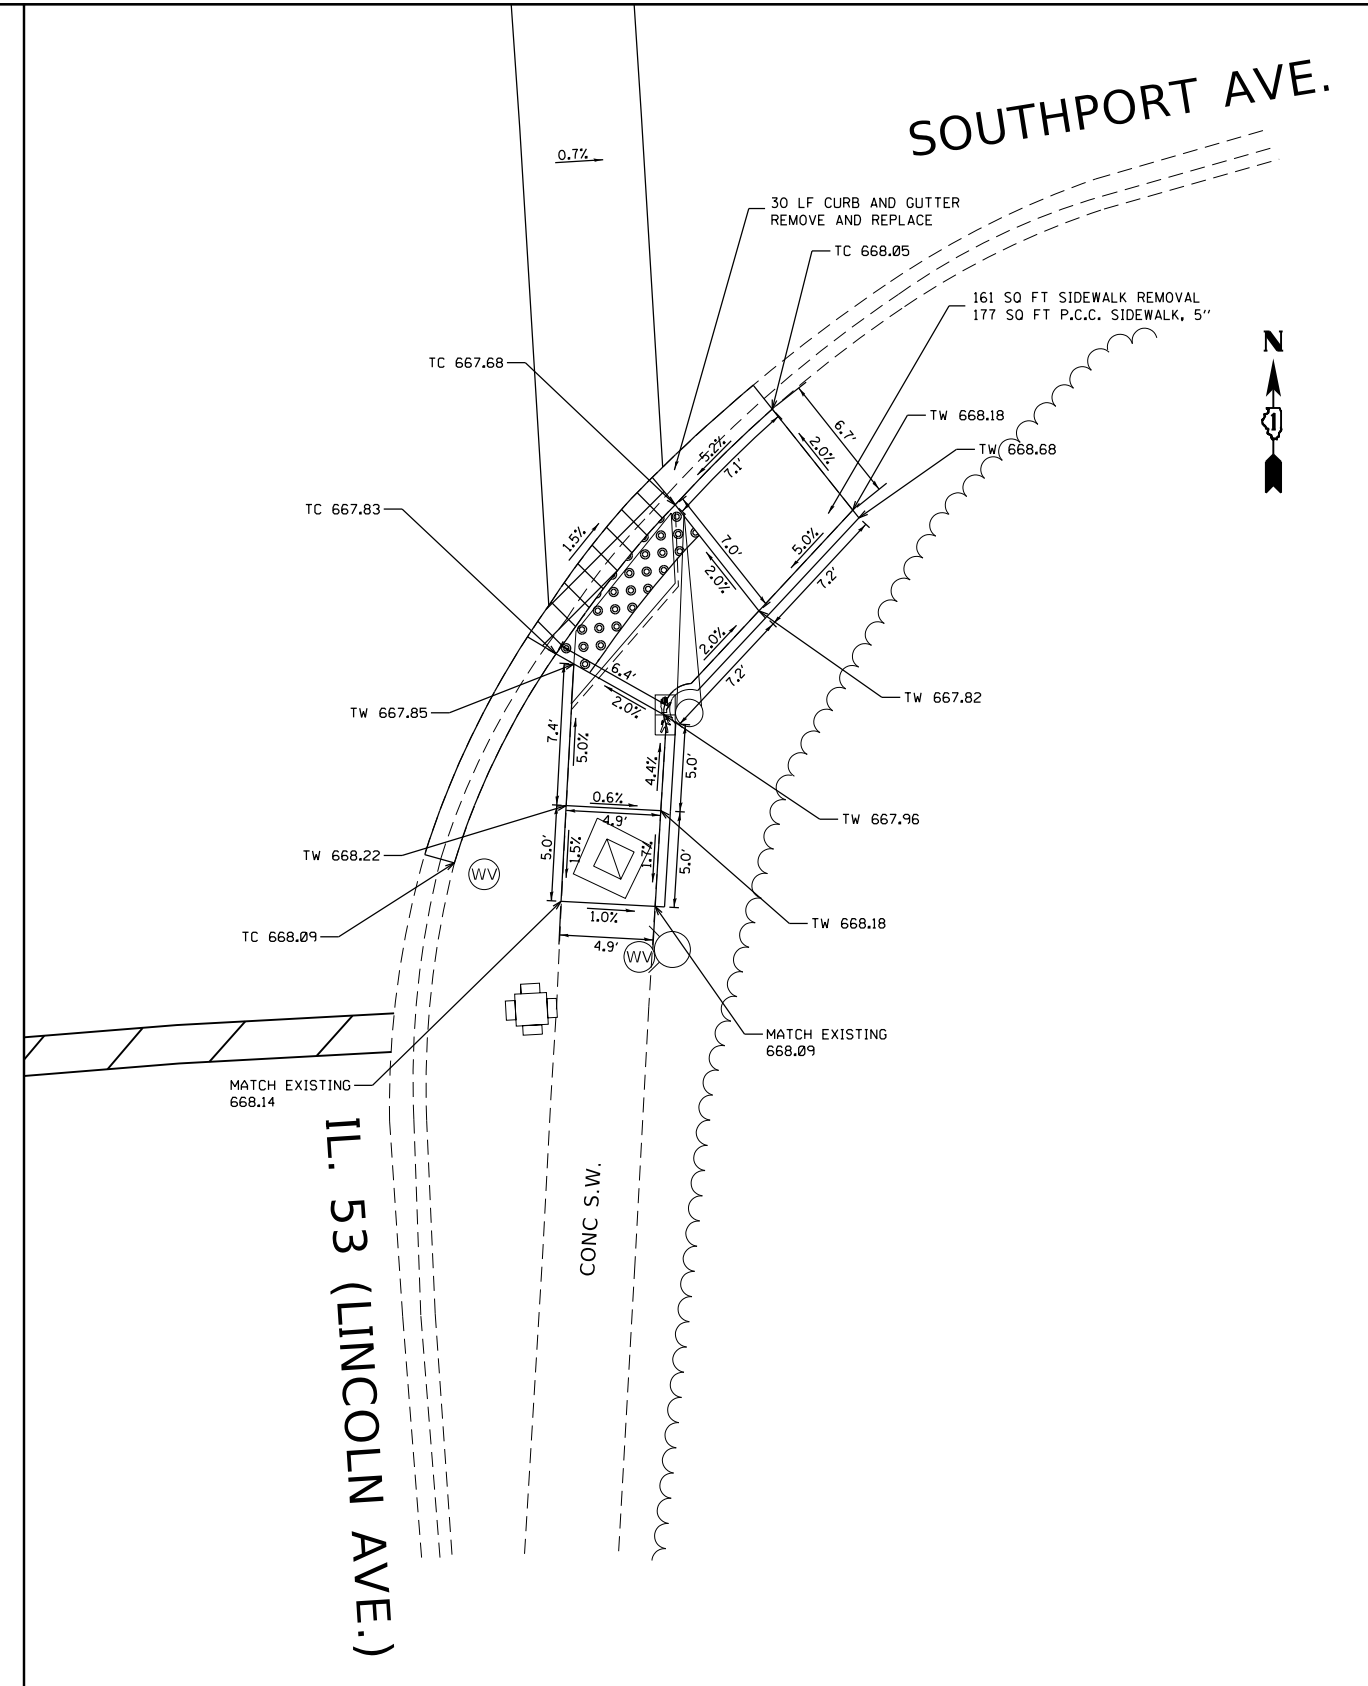 SOUTHPORT AVE.
0.7%
30 LF CURB AND GUTTER
REMOVE AND REPLACE
TC 668.05
161 SQ FT SIDEWALK REMOVAL
177 SQ FT P.C.C. SIDEWALK, 5"
N
1
TC 667.68
TW 668.18
6.7'
5.2%
2.0%
TW 668.68
7.1'
TC 667.83
1.5%
7.0'
5.0%
2.0%
7.2'
2.0%
6.4'
7.2'
TW 667.82
2.0%
TW 667.85
7.4'
5.0%
4.4%
5.0'
0.6%
4.9'
TW 667.96
TW 668.22
5.0'
1.5%
1.7%
5.0'
WV
1.0%
TW 668.18
TC 668.09
4.9'
WV
MATCH EXISTING
668.09
MATCH EXISTING
668.14
IL. 53 (LINCOLN AVE.)
CONC S.W.